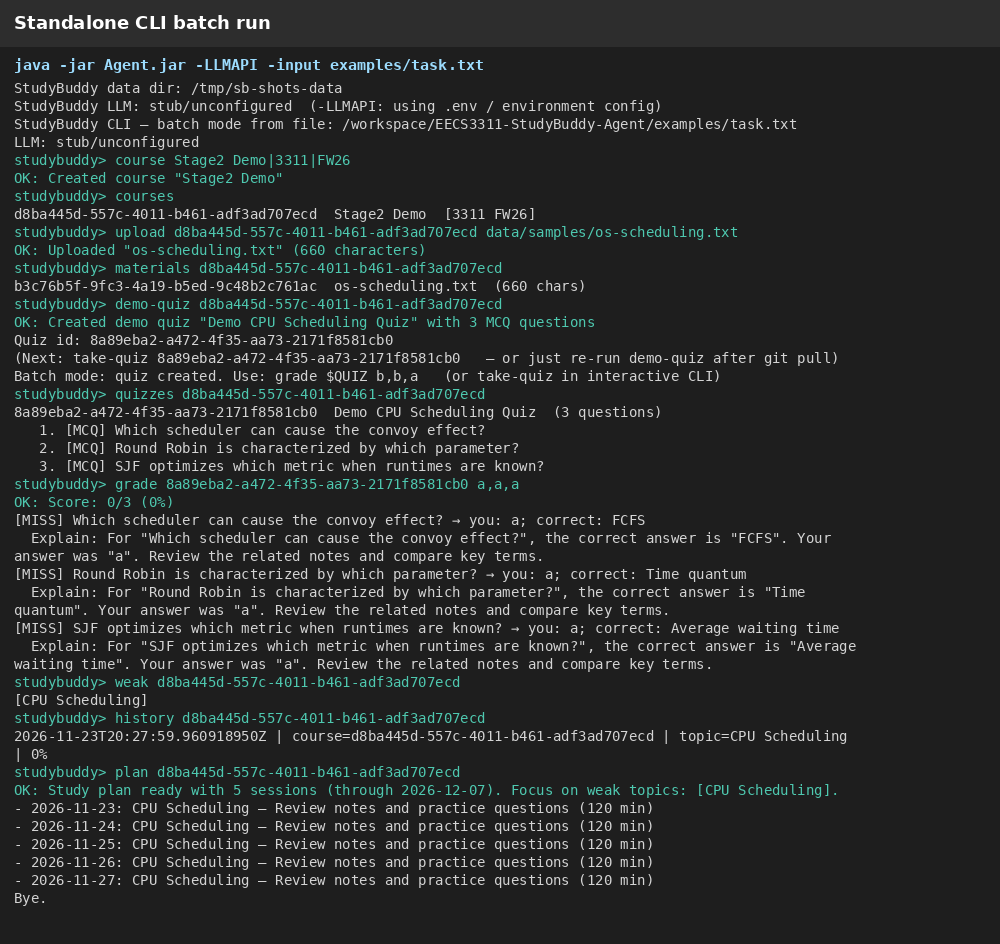 Standalone CLI batch run
java -jar Agent.jar -LLMAPI -input examples/task.txt
StudyBuddy data dir: /tmp/sb-shots-data
StudyBuddy LLM: stub/unconfigured  (-LLMAPI: using .env / environment config)
StudyBuddy CLI — batch mode from file: /workspace/EECS3311-StudyBuddy-Agent/examples/task.txt
LLM: stub/unconfigured
studybuddy> course Stage2 Demo|3311|FW26
OK: Created course "Stage2 Demo"
studybuddy> courses
d8ba445d-557c-4011-b461-adf3ad707ecd  Stage2 Demo  [3311 FW26]
studybuddy> upload d8ba445d-557c-4011-b461-adf3ad707ecd data/samples/os-scheduling.txt
OK: Uploaded "os-scheduling.txt" (660 characters)
studybuddy> materials d8ba445d-557c-4011-b461-adf3ad707ecd
b3c76b5f-9fc3-4a19-b5ed-9c48b2c761ac  os-scheduling.txt  (660 chars)
studybuddy> demo-quiz d8ba445d-557c-4011-b461-adf3ad707ecd
OK: Created demo quiz "Demo CPU Scheduling Quiz" with 3 MCQ questions
Quiz id: 8a89eba2-a472-4f35-aa73-2171f8581cb0
(Next: take-quiz 8a89eba2-a472-4f35-aa73-2171f8581cb0   — or just re-run demo-quiz after git pull)
Batch mode: quiz created. Use: grade $QUIZ b,b,a   (or take-quiz in interactive CLI)
studybuddy> quizzes d8ba445d-557c-4011-b461-adf3ad707ecd
8a89eba2-a472-4f35-aa73-2171f8581cb0  Demo CPU Scheduling Quiz  (3 questions)
   1. [MCQ] Which scheduler can cause the convoy effect?
   2. [MCQ] Round Robin is characterized by which parameter?
   3. [MCQ] SJF optimizes which metric when runtimes are known?
studybuddy> grade 8a89eba2-a472-4f35-aa73-2171f8581cb0 a,a,a
OK: Score: 0/3 (0%)
[MISS] Which scheduler can cause the convoy effect? → you: a; correct: FCFS
  Explain: For "Which scheduler can cause the convoy effect?", the correct answer is "FCFS". Your
answer was "a". Review the related notes and compare key terms.
[MISS] Round Robin is characterized by which parameter? → you: a; correct: Time quantum
  Explain: For "Round Robin is characterized by which parameter?", the correct answer is "Time
quantum". Your answer was "a". Review the related notes and compare key terms.
[MISS] SJF optimizes which metric when runtimes are known? → you: a; correct: Average waiting time
  Explain: For "SJF optimizes which metric when runtimes are known?", the correct answer is "Average
waiting time". Your answer was "a". Review the related notes and compare key terms.
studybuddy> weak d8ba445d-557c-4011-b461-adf3ad707ecd
[CPU Scheduling]
studybuddy> history d8ba445d-557c-4011-b461-adf3ad707ecd
2026-11-23T20:27:59.960918950Z | course=d8ba445d-557c-4011-b461-adf3ad707ecd | topic=CPU Scheduling
| 0%
studybuddy> plan d8ba445d-557c-4011-b461-adf3ad707ecd
OK: Study plan ready with 5 sessions (through 2026-12-07). Focus on weak topics: [CPU Scheduling].
- 2026-11-23: CPU Scheduling — Review notes and practice questions (120 min)
- 2026-11-24: CPU Scheduling — Review notes and practice questions (120 min)
- 2026-11-25: CPU Scheduling — Review notes and practice questions (120 min)
- 2026-11-26: CPU Scheduling — Review notes and practice questions (120 min)
- 2026-11-27: CPU Scheduling — Review notes and practice questions (120 min)
Bye.